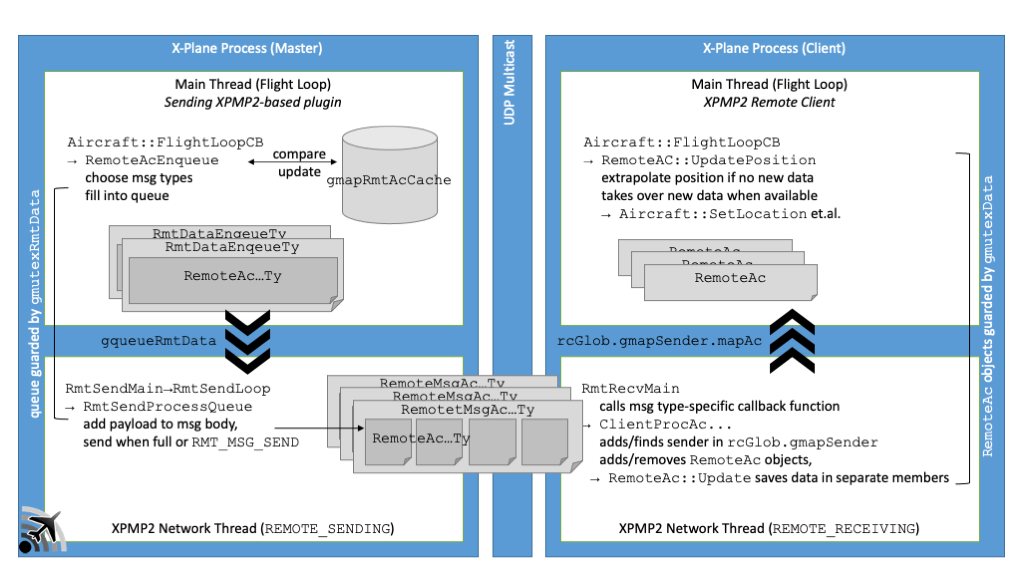 X-Plane Process (Master)
Main Thread (Flight Loop)
Sending XPMP2-based plugin
Aircraft::FlightLoopCB
→ RemoteAcEnqueue
choose msg types
fill into queue
compare
update
gmapRmtAcCache
queue guarded by gmutexRmtData
RmtDataEnqeueTy
RmtDataEnqeueTy
RemoteAc…Ty
gqueueRmtData
RmtSendMain→RmtSendLoop
→ RmtSendProcessQueue
add payload to msg body,
send when full or RMT_MSG_SEND
XPMP2 Network Thread (REMOTE_SENDING)
UDP Multicast
RemoteMsgAc…Ty
RemoteMsgAc…Ty
RemotetMsgAc…Ty
RemoteAc…Ty
X-Plane Process (Client)
Main Thread (Flight Loop)
XPMP2 Remote Client
Aircraft::FlightLoopCB
→ RemoteAC::UpdatePosition
extrapolate position if no new data
takes over new data when available
→ Aircraft::SetLocation et.al.
RemoteAc
RemoteAc
RemoteAc
rcGlob.gmapSender.mapAc
RmtRecvMain
calls msg type-specific callback function
→ ClientProcAc...
adds/finds sender in rcGlob.gmapSender
adds/removes RemoteAc objects,
→ RemoteAc::Update saves data in separate members
XPMP2 Network Thread (REMOTE_RECEIVING)
RemoteAc objects guarded by gmutexData